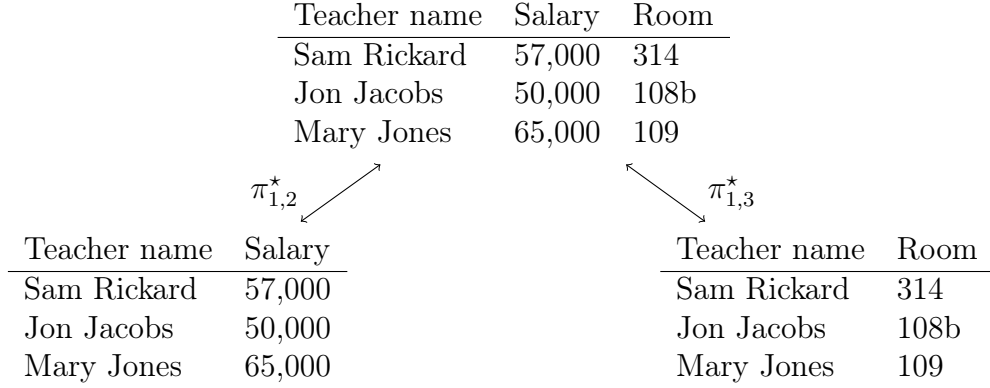 Teacher name Salary Room
Sam Rickard 57,000 314
Jon Jacobs 50,000 108b
Mary Jones 65,000 109
π⋆1,2 π⋆1,3
Teacher name Salary Teacher name Room
Sam Rickard 57,000 Sam Rickard 314
Jon Jacobs 50,000 Jon Jacobs 108b
Mary Jones 65,000 Mary Jones 109